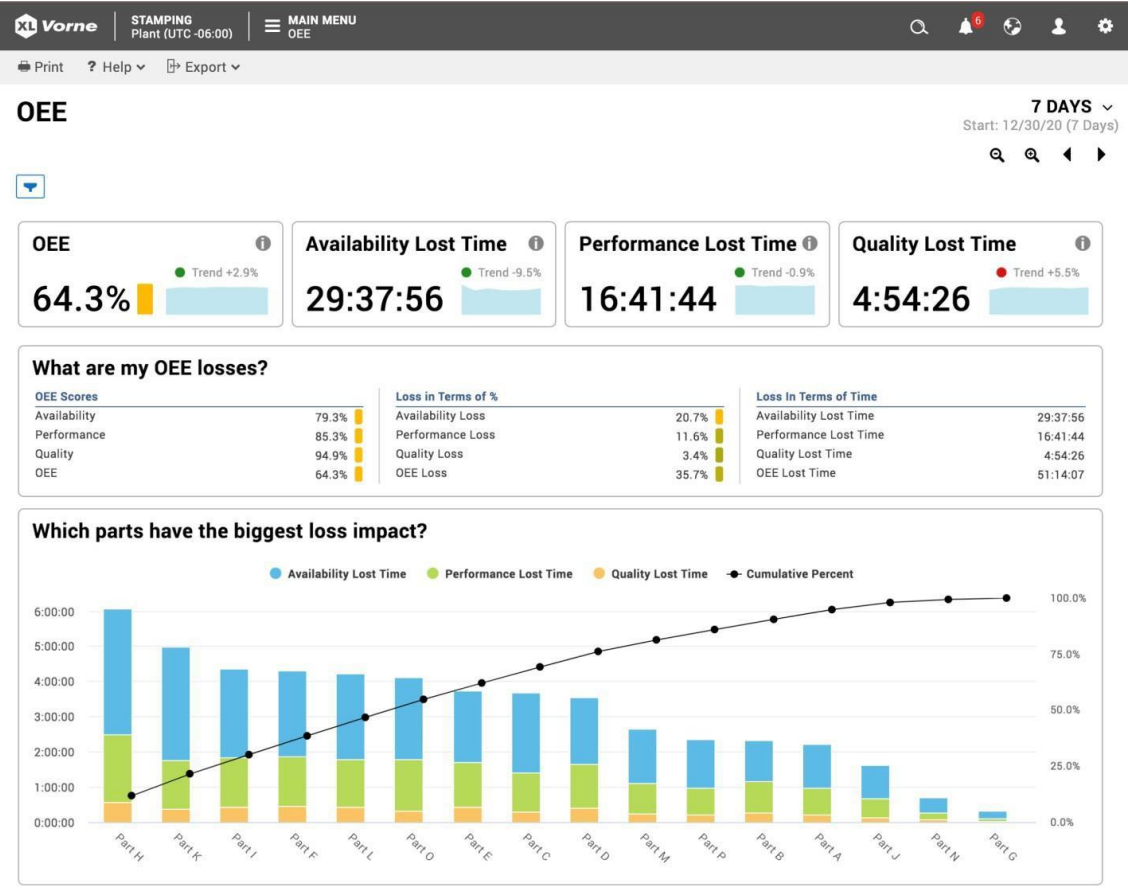 XL Vorne
STAMPING
Plant (UTC -06:00)
MAIN MENU
OEE
6
Print
? Help
Export
OEE
7 DAYS
Start: 12/30/20 (7 Days)
OEE
Trend +2.9%
64.3%
Availability Lost Time
Trend -9.5%
29:37:56
Performance Lost Time
Trend -0.9%
16:41:44
Quality Lost Time
Trend +5.5%
4:54:26
What are my OEE losses?
OEE Scores
Availability 79.3%
Performance 85.3%
Quality 94.9%
OEE 64.3%
Loss in Terms of %
Availability Loss 20.7%
Performance Loss 11.6%
Quality Loss 3.4%
OEE Loss 35.7%
Loss In Terms of Time
Availability Lost Time 29:37:56
Performance Lost Time 16:41:44
Quality Lost Time 4:54:26
OEE Lost Time 51:14:07
Which parts have the biggest loss impact?
Availability Lost Time Performance Lost Time Quality Lost Time Cumulative Percent
6:00:00
5:00:00
4:00:00
3:00:00
2:00:00
1:00:00
0:00:00
100.0%
75.0%
50.0%
25.0%
0.0%
Part H
Part K
Part I
Part F
Part L
Part O
Part E
Part C
Part D
Part M
Part P
Part B
Part A
Part J
Part N
Part G